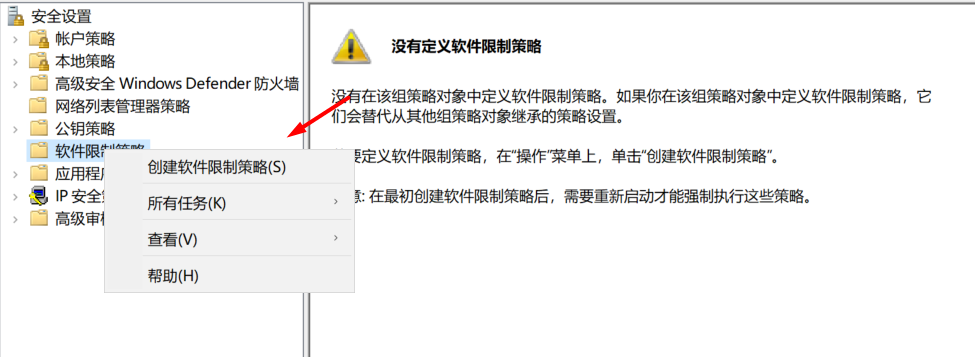 安全设置
帐户策略
本地策略
高级安全 Windows Defender 防火墙
网络列表管理器策略
公钥策略
软件限制策略
应用程
IP 安全
高级审
创建软件限制策略(S)
所有任务(K)
查看(V)
帮助(H)
没有定义软件限制策略
没有在该组策略对象中定义软件限制策略。如果你在该组策略对象中定义软件限制策略，它
们会替代从其他组策略对象继承的策略设置。
要定义软件限制策略，在“操作”菜单上，单击“创建软件限制策略”。
意: 在最初创建软件限制策略后，需要重新启动才能强制执行这些策略。